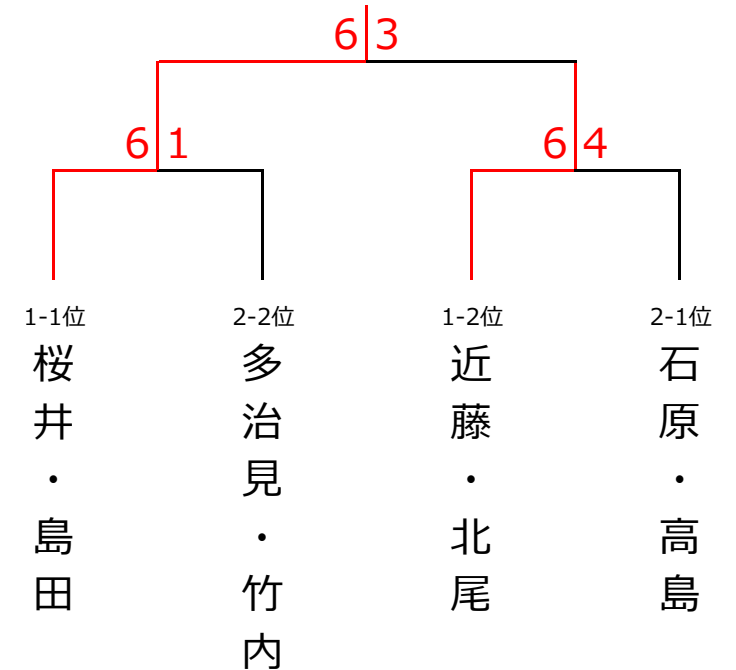 6 3
6 1
6 4
1-1位
桜井・島田
2-2位
多治見・竹内
1-2位
近藤・北尾
2-1位
石原・高島